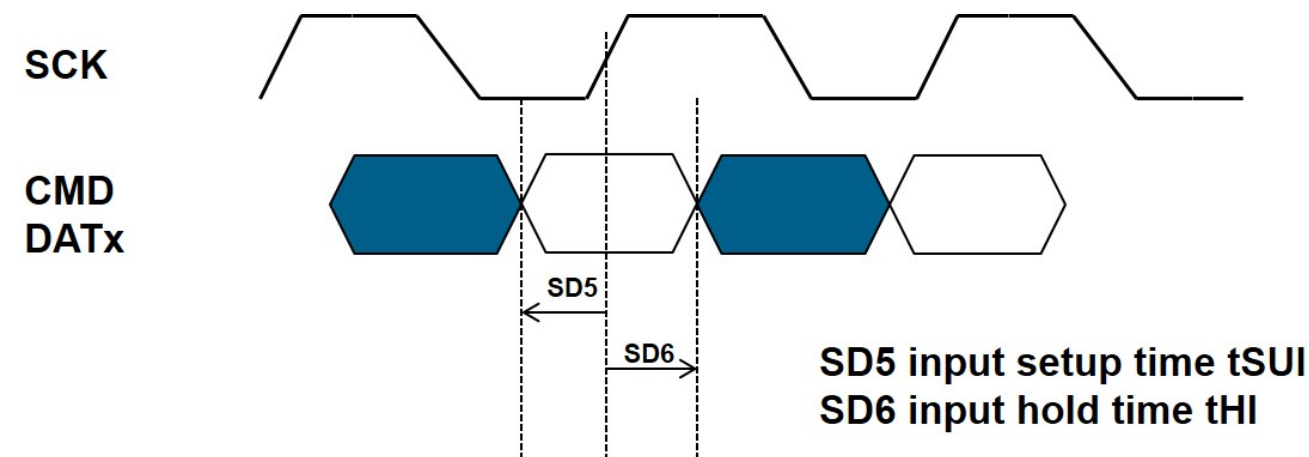 SCK
CMD
DATx
SD5
SD6
SD5 input setup time tSUI
SD6 input hold time tHI